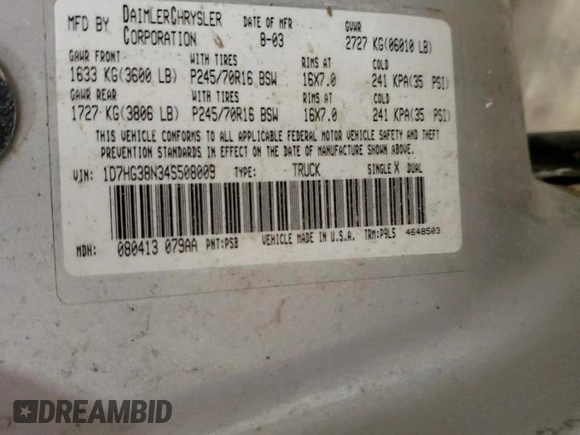 MFD BY DAIMLERCHRYSLER CORPORATION DATE OF MFR 8-03 GVWR 2727 KG(06010 LB)
GAWR FRONT WITH TIRES RIMS AT COLD
1633 KG(3600 LB) P245/70R16 BSW 16X7.0 241 KPA(35 PSI)
GAWR REAR WITH TIRES RIMS AT COLD
1727 KG(3806 LB) P245/70R16 BSW 16X7.0 241 KPA(35 PSI)
THIS VEHICLE CONFORMS TO ALL APPLICABLE FEDERAL MOTOR VEHICLE SAFETY AND THEFT
PREVENTION STANDARDS IN EFFECT ON THE DATE OF MANUFACTURE SHOWN ABOVE.
VIN: 1D7HG38N34S508009 TYPE: TRUCK SINGLE X DUAL
MDH: 080413 079AA PNT:PSB VEHICLE MADE IN U.S.A. TRM:P9L5 4648503
DREAMBID